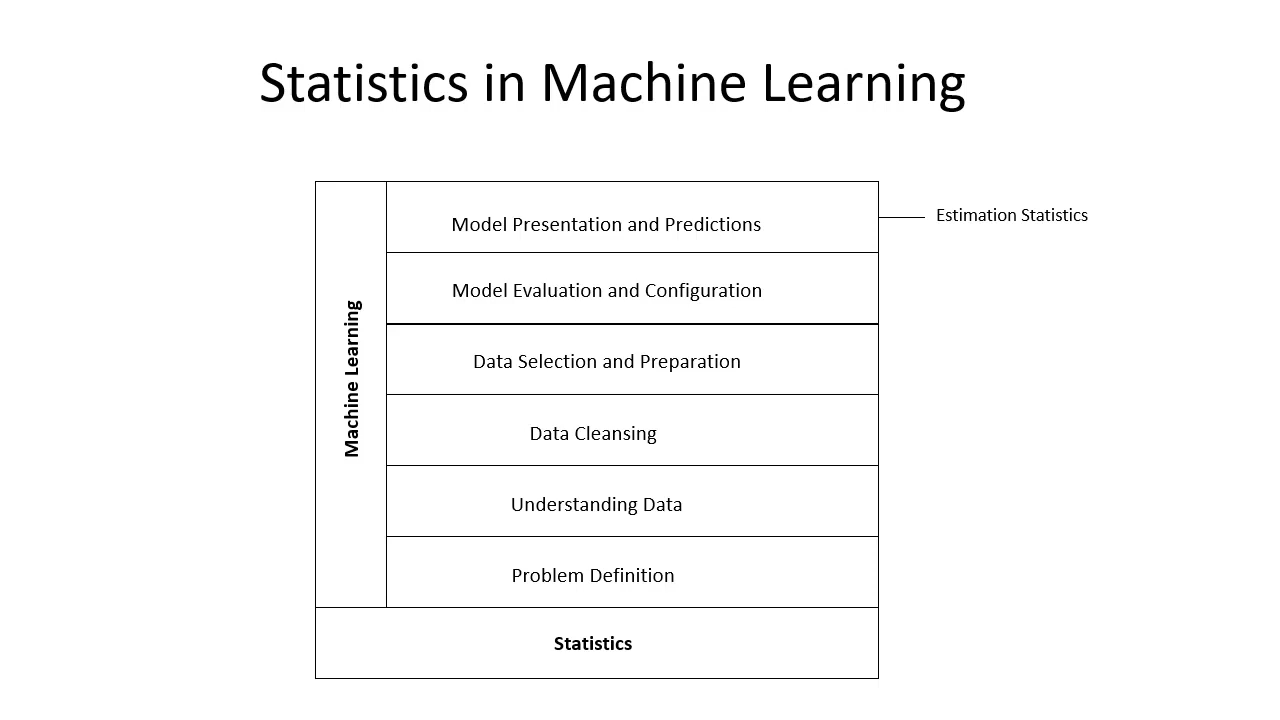 Statistics in Machine Learning
Machine Learning
Model Presentation and Predictions
Estimation Statistics
Model Evaluation and Configuration
Data Selection and Preparation
Data Cleansing
Understanding Data
Problem Definition
Statistics